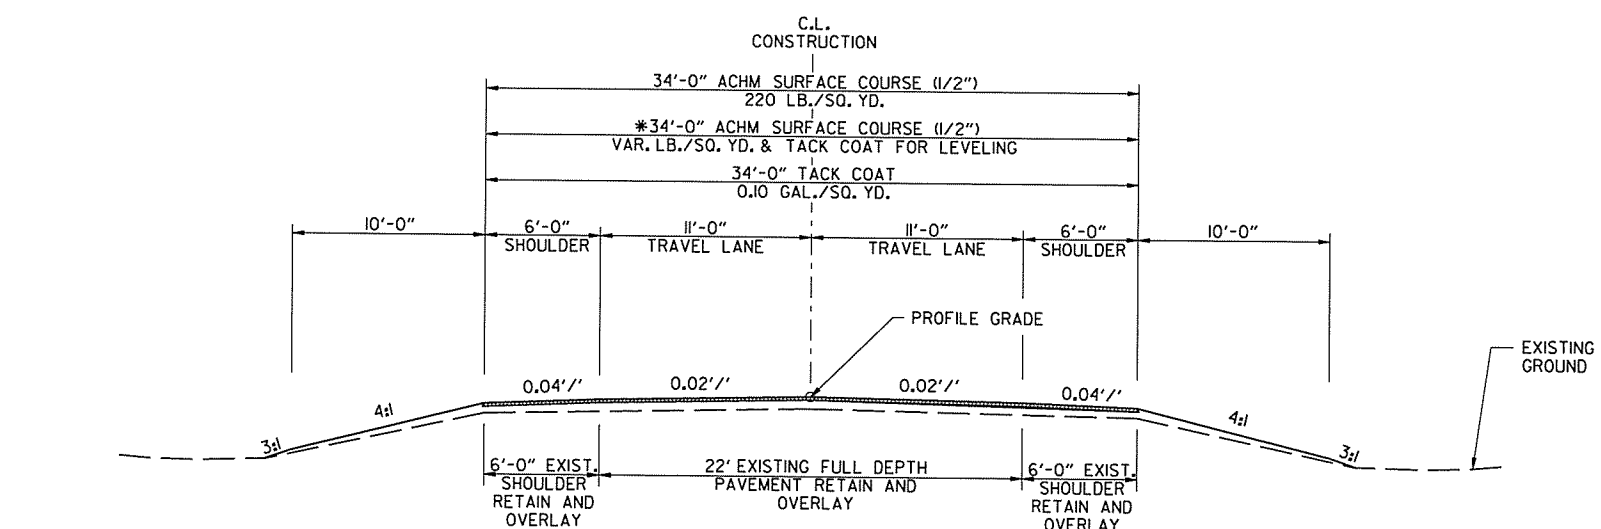 C.L.
CONSTRUCTION
34'-0" ACHM SURFACE COURSE (1/2")
220 LB./SQ. YD.
*34'-0" ACHM SURFACE COURSE (1/2")
VAR. LB./SQ. YD. & TACK COAT FOR LEVELING
34'-0" TACK COAT
0.10 GAL./SQ. YD.
10'-0"
6'-0"
SHOULDER
11'-0"
TRAVEL LANE
11'-0"
TRAVEL LANE
6'-0"
SHOULDER
10'-0"
PROFILE GRADE
EXISTING
GROUND
0.04'/'
0.02'/'
0.02'/'
0.04'/'
4:1
4:1
3:1
3:1
6'-0" EXIST.
SHOULDER
RETAIN AND
OVERLAY
22' EXISTING FULL DEPTH
PAVEMENT RETAIN AND
OVERLAY
6'-0" EXIST.
SHOULDER
RETAIN AND
OVERLAY